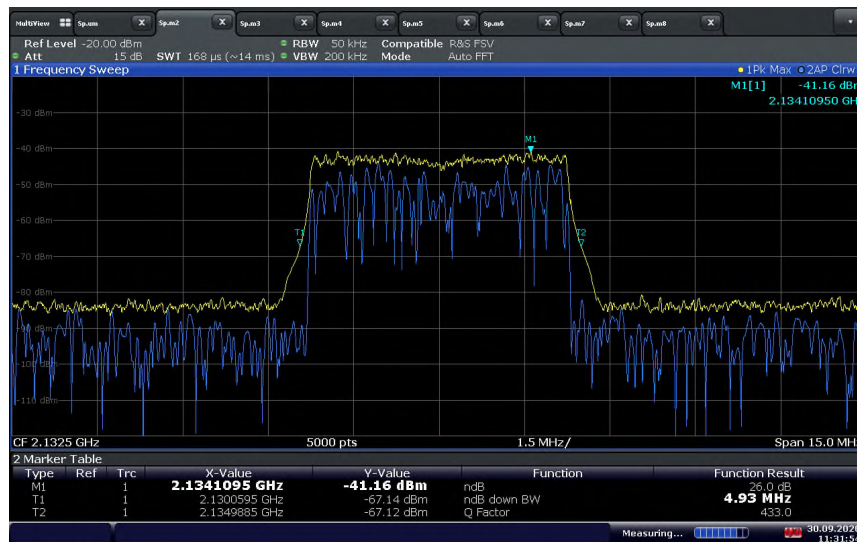 MultiView Sp.um X Sp.m2 X Sp.m3 X Sp.m4 X Sp.m5 X Sp.m6 X Sp.m7 X Sp.m8 X
Ref Level -20.00 dBm RBW 50 kHz Compatible R&S FSV
Att 15 dB SWT 168 µs (~14 ms) VBW 200 kHz Mode Auto FFT
1 Frequency Sweep 1Pk Max 2AP Clrw
M1[1] -41.16 dBm
2.13410950 GH
-30 dBm
M1
-40 dBm
-50 dBm
-60 dBm
T1 T2
-70 dBm
-80 dBm
-90 dBm
-100 dBm
-110 dBm
CF 2.1325 GHz 5000 pts 1.5 MHz/ Span 15.0 MH
2 Marker Table
Type Ref Trc X-Value Y-Value Function Function Result
M1 1 2.1341095 GHz -41.16 dBm ndB 26.0 dB
T1 1 2.1300595 GHz -67.14 dBm ndB down BW 4.93 MHz
T2 1 2.1349885 GHz -67.12 dBm Q Factor 433.0
Measuring... 30.09.2020
11:31:54